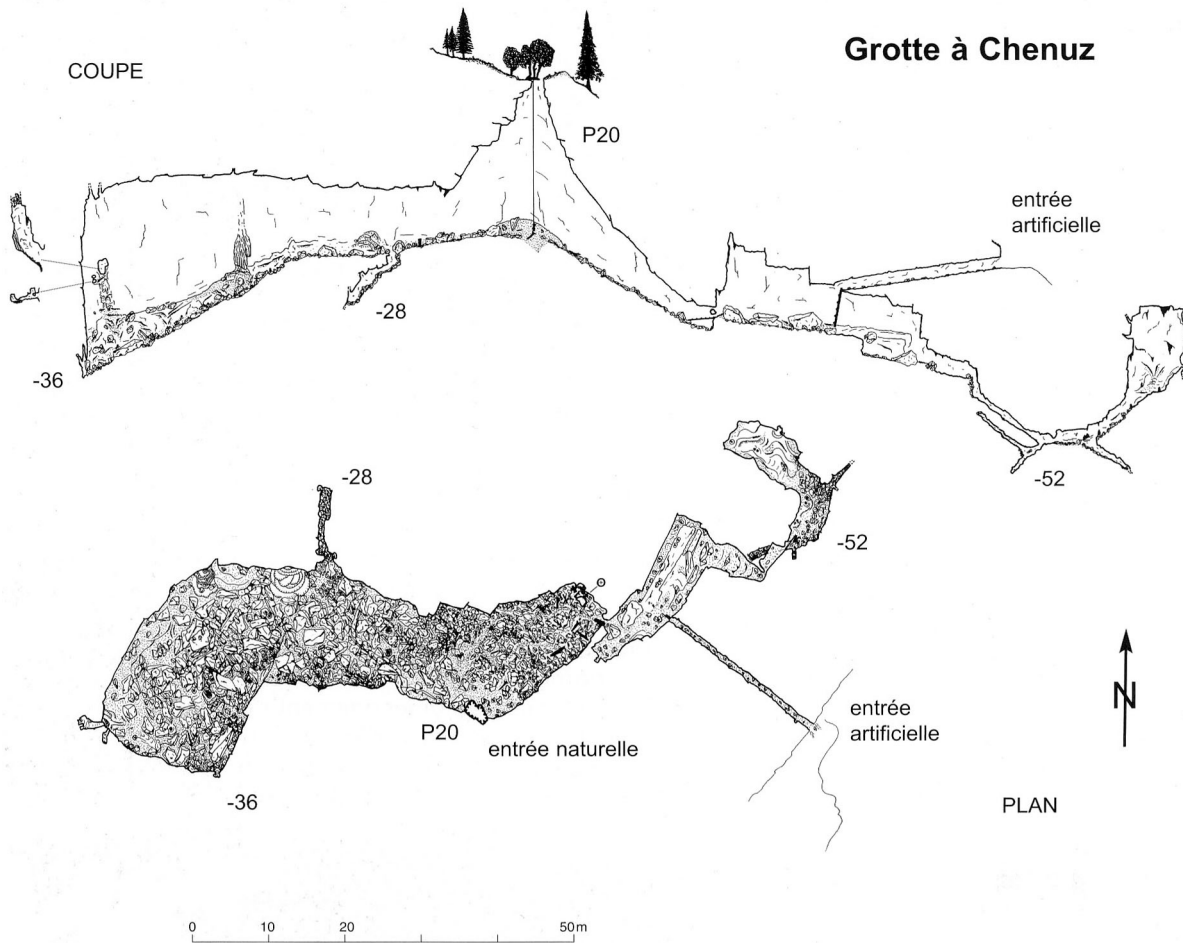 Grotte à Chenuz
COUPE
P20
entrée
artificielle
-28
-36
-52
-28
-52
P20
entrée naturelle
entrée
artificielle
N
-36
PLAN
0 10 20 50 m